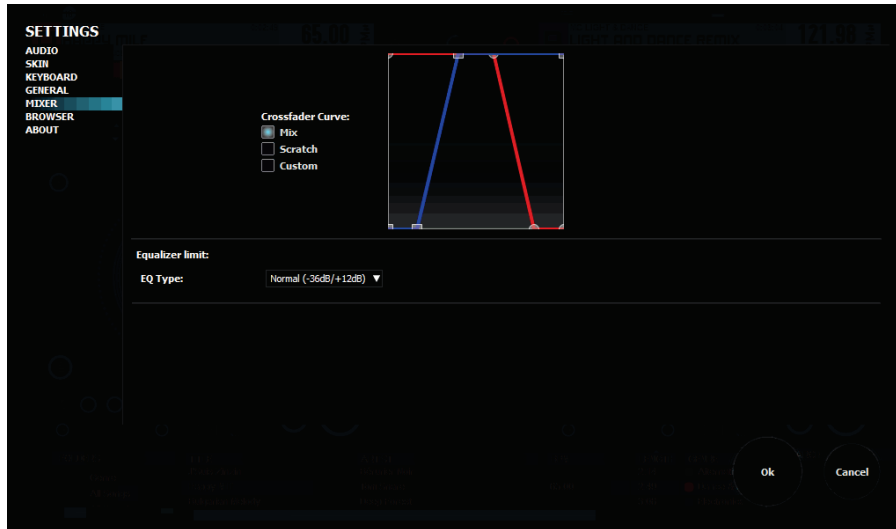 SETTINGS
AUDIO
SKIN
KEYBOARD
GENERAL
MIXER
BROWSER
ABOUT
Crossfader Curve:
Mix
Scratch
Custom
Equalizer limit:
EQ Type: Normal (-36dB/+12dB)
Ok Cancel